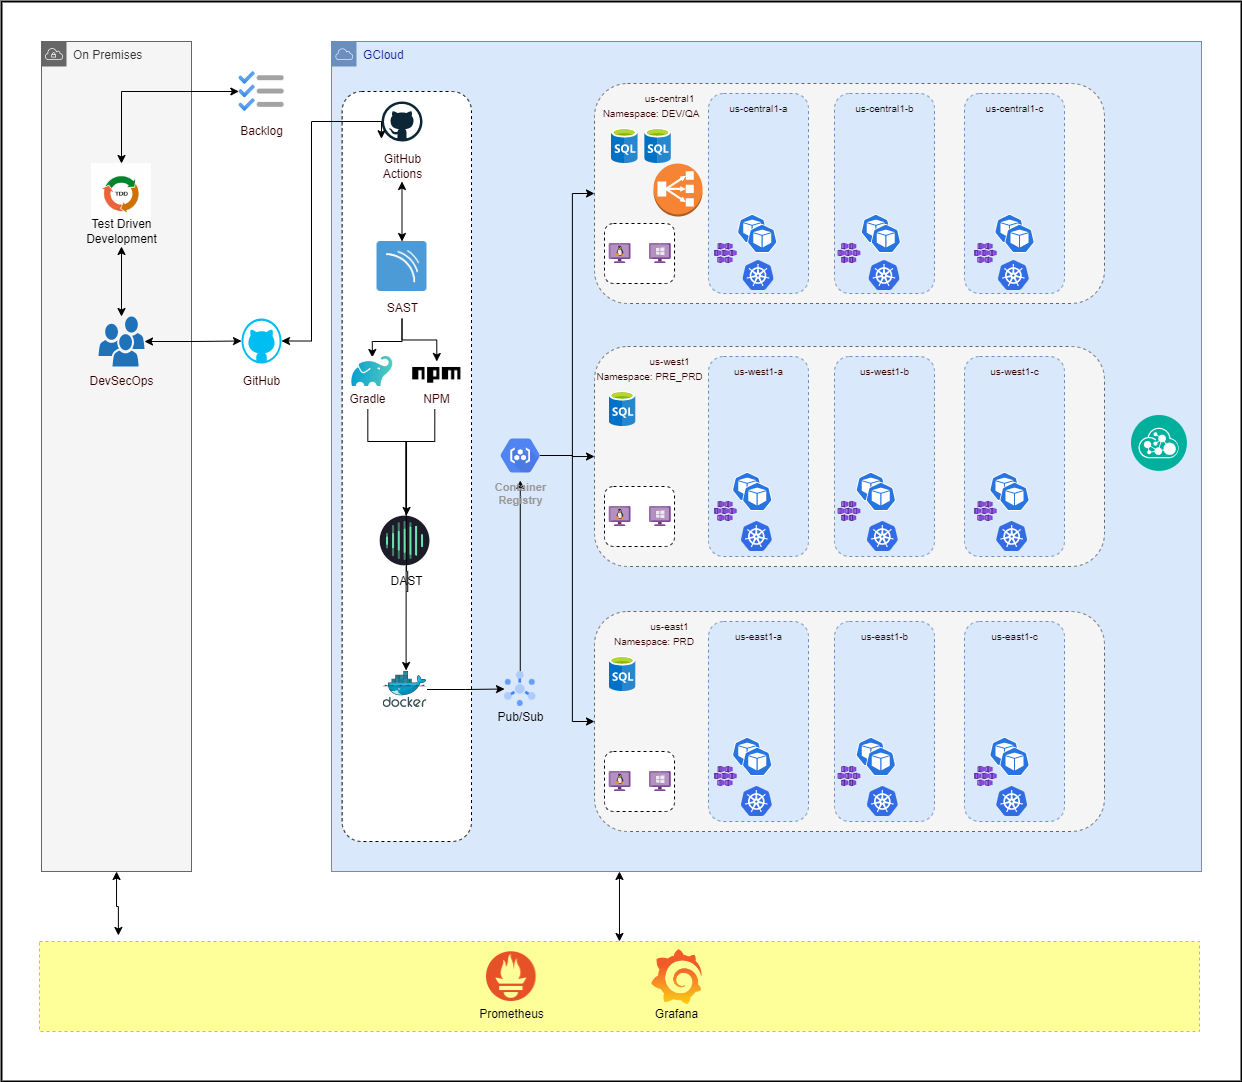 On Premises
GCloud
Backlog
TDD
Test Driven
Development
DevSecOps
GitHub
GitHub
Actions
SAST
Gradle
npm
NPM
DAST
docker
Container
Registry
Pub/Sub
us-central1
Namespace: DEV/QA
SQL
SQL
us-central1-a
us-central1-b
us-central1-c
us-west1
Namespace: PRE_PRD
SQL
us-west1-a
us-west1-b
us-west1-c
us-east1
Namespace: PRD
SQL
us-east1-a
us-east1-b
us-east1-c
Prometheus
Grafana